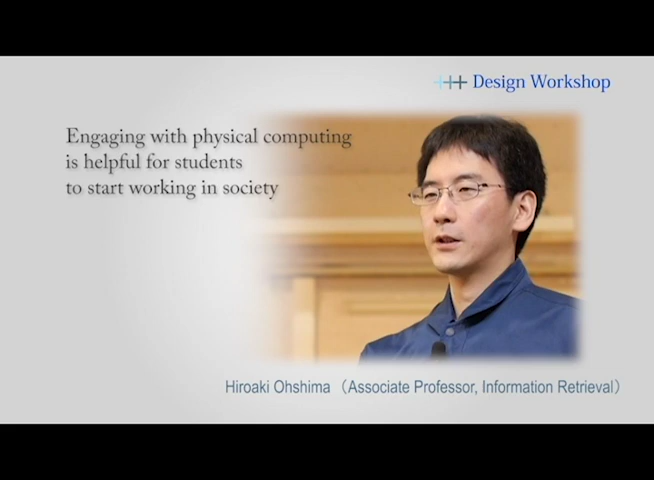 +++ Design Workshop
Engaging with physical computing
is helpful for students
to start working in society
Hiroaki Ohshima （Associate Professor, Information Retrieval）